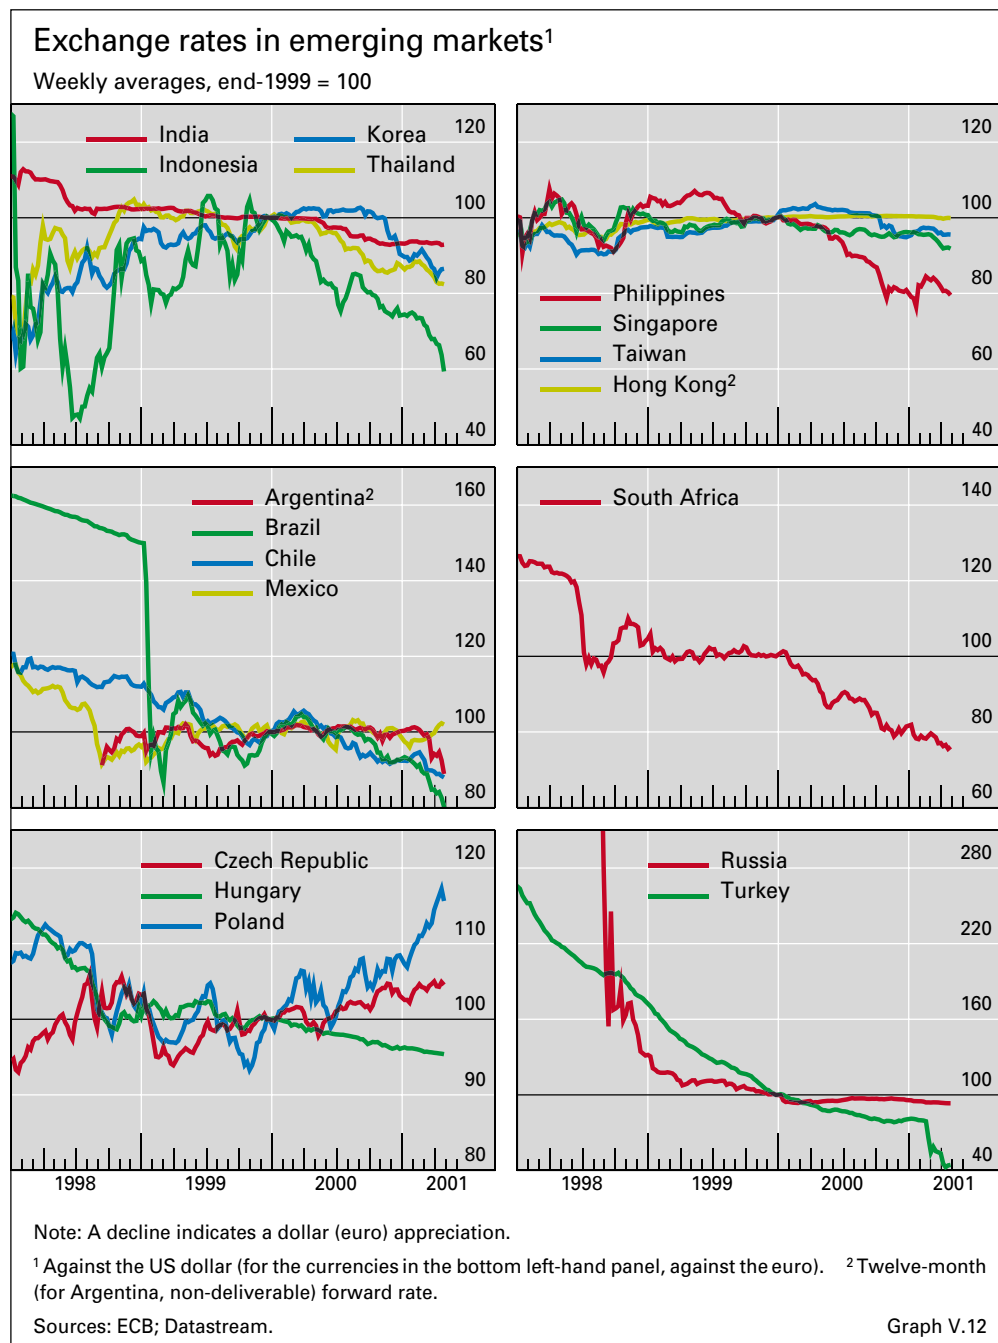 Exchange rates in emerging markets¹
Weekly averages, end-1999 = 100
India
Korea
Indonesia
Thailand
120
100
80
60
40
120
100
80
60
40
Philippines
Singapore
Taiwan
Hong Kong²
Argentina²
Brazil
Chile
Mexico
160
140
120
100
80
South Africa
140
120
100
80
60
Czech Republic
Hungary
Poland
120
110
100
90
80
1998 1999 2000 2001
Russia
Turkey
280
220
160
100
40
1998 1999 2000 2001
Note: A decline indicates a dollar (euro) appreciation.
¹ Against the US dollar (for the currencies in the bottom left-hand panel, against the euro). ² Twelve-month
(for Argentina, non-deliverable) forward rate.
Sources: ECB; Datastream. Graph V.12